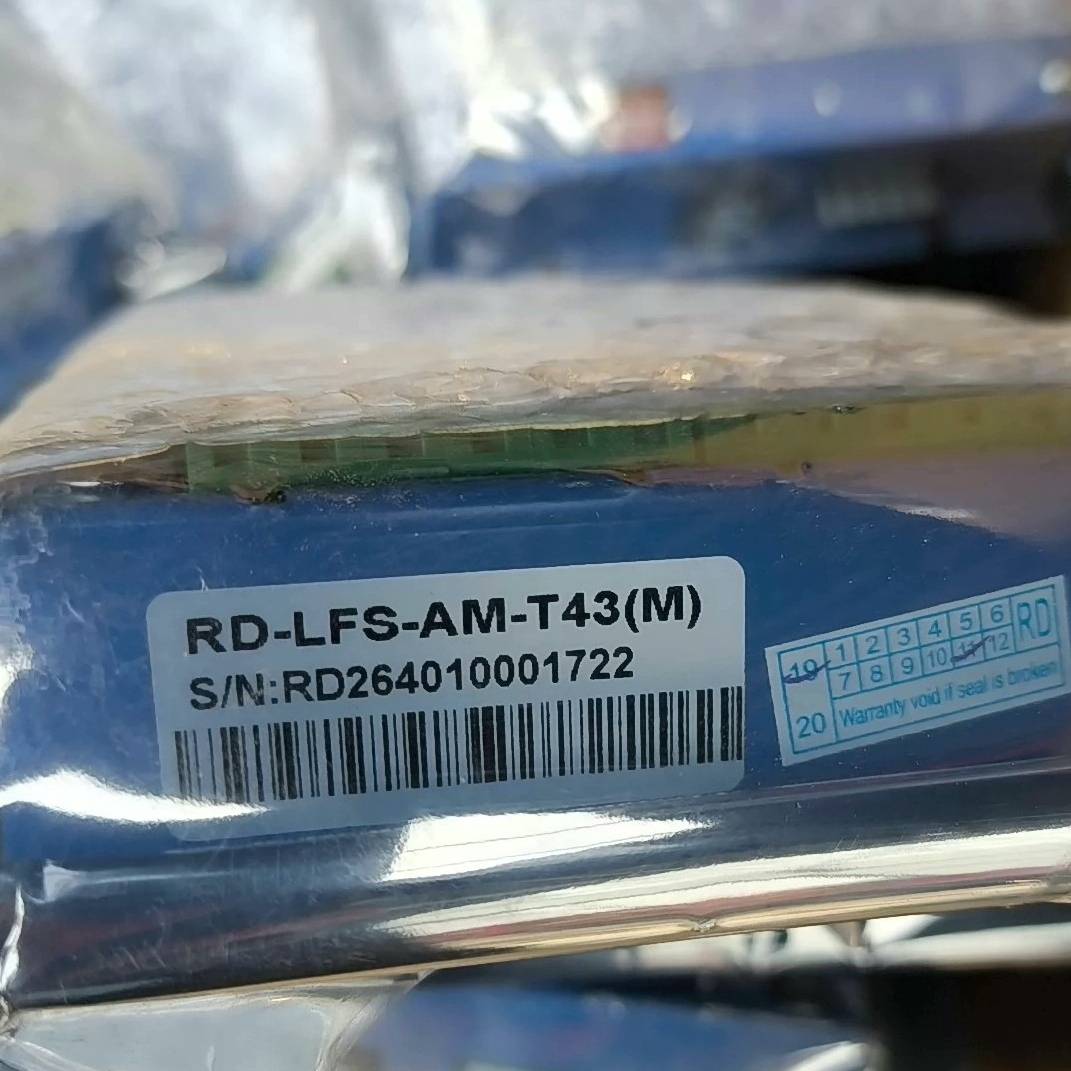 RD-LFS-AM-T43(M)
S/N:RD264010001722
19 1 2 3 4 5 6 RD
7 8 9 10 11 12
20 Warranty void if seal is broken